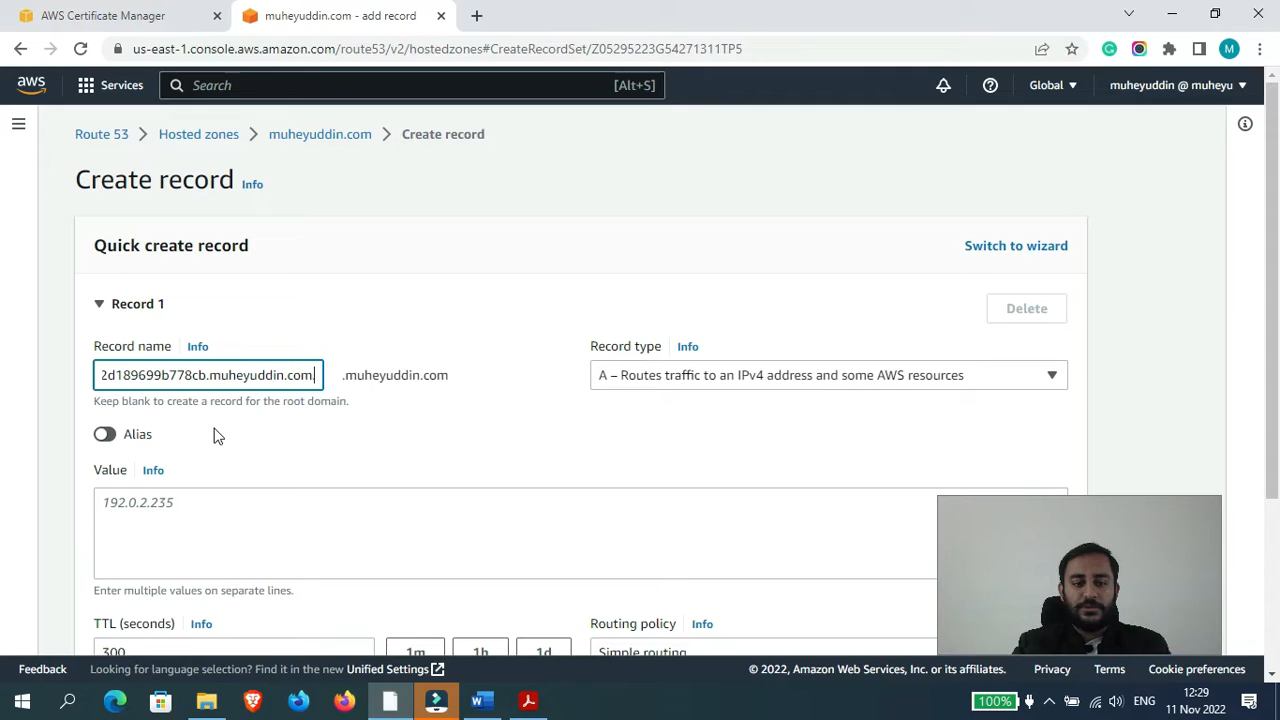 AWS Certificate Manager
muheyuddin.com - add record
us-east-1.console.aws.amazon.com/route53/v2/hostedzones#CreateRecordSet/Z05295223G54271311TP5
M
aws
Services
Search
[Alt+S]
Global
muheyuddin @ muheyu
Route 53
Hosted zones
muheyuddin.com
Create record
Create record
Info
Quick create record
Switch to wizard
Record 1
Delete
Record name
Info
Record type
Info
2d189699b778cb.muheyuddin.com.
.muheyuddin.com
A – Routes traffic to an IPv4 address and some AWS resources
Keep blank to create a record for the root domain.
Alias
Value
Info
192.0.2.235
Enter multiple values on separate lines.
TTL (seconds)
Info
Routing policy
Info
300
1m
1h
1d
Simple routing
Feedback
Looking for language selection? Find it in the new Unified Settings
© 2022, Amazon Web Services, Inc. or its affiliates.
Privacy
Terms
Cookie preferences
100%
ENG
12:29
11 Nov 2022